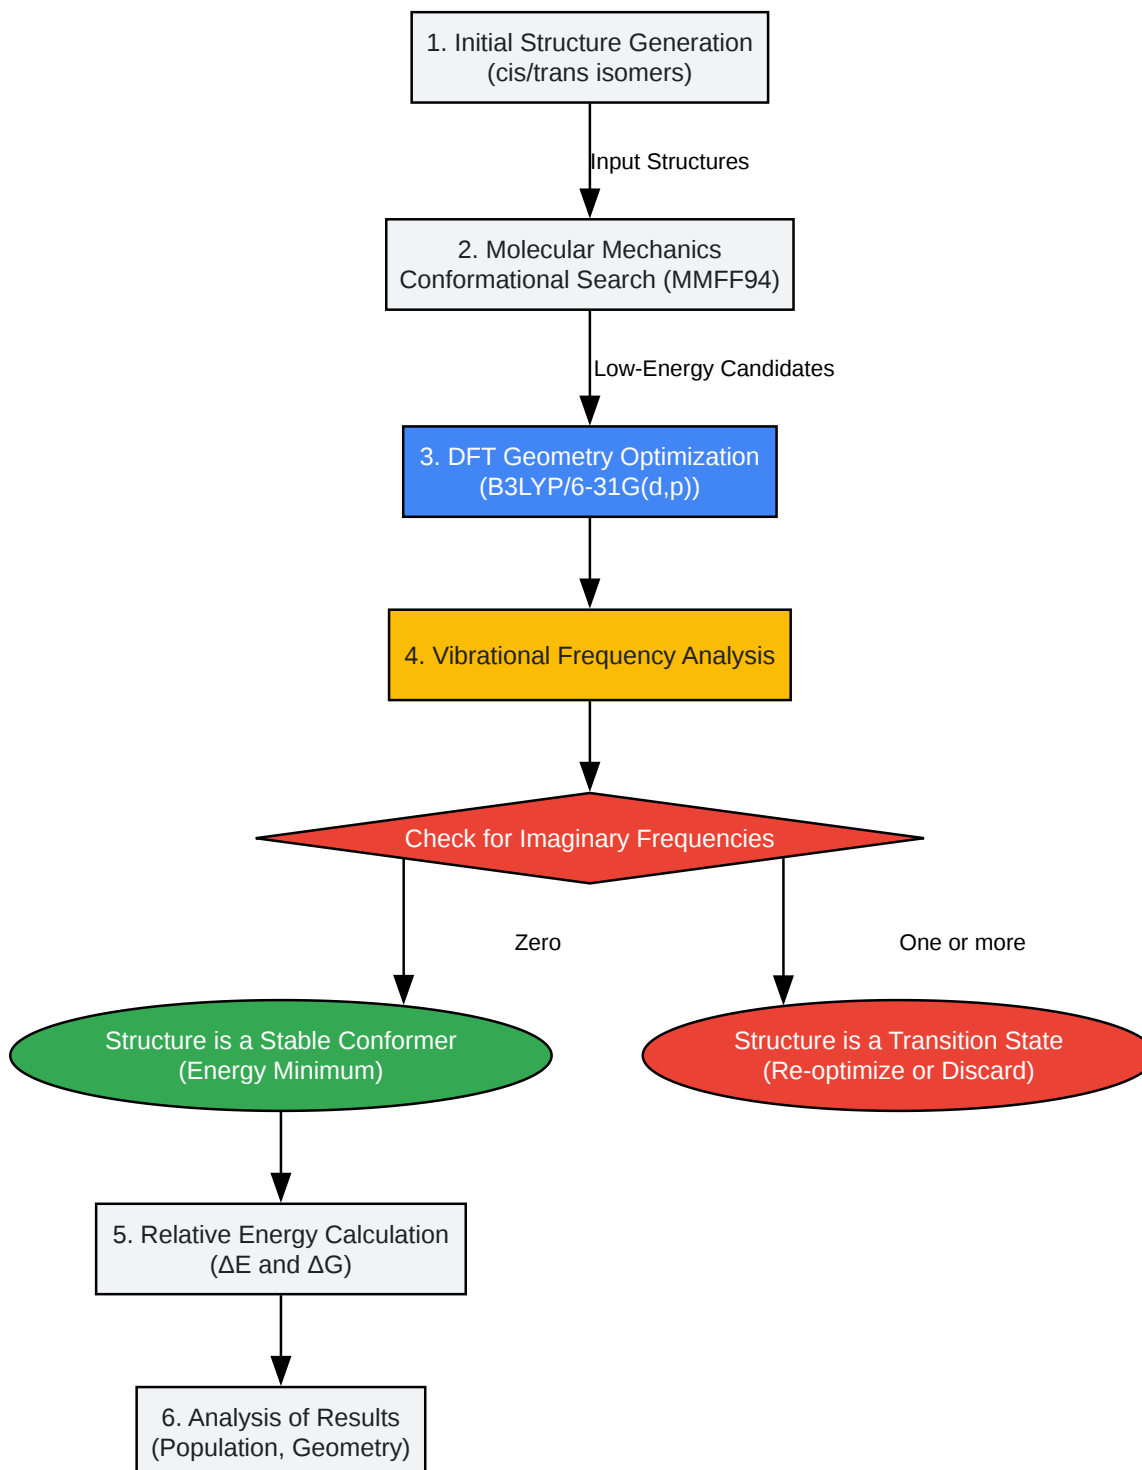 1. Initial Structure Generation
(cis/trans isomers)
Input Structures
2. Molecular Mechanics
Conformational Search (MMFF94)
Low-Energy Candidates
3. DFT Geometry Optimization
(B3LYP/6-31G(d,p))
4. Vibrational Frequency Analysis
Check for Imaginary Frequencies
Zero
One or more
Structure is a Stable Conformer
(Energy Minimum)
Structure is a Transition State
(Re-optimize or Discard)
5. Relative Energy Calculation
(ΔE and ΔG)
6. Analysis of Results
(Population, Geometry)